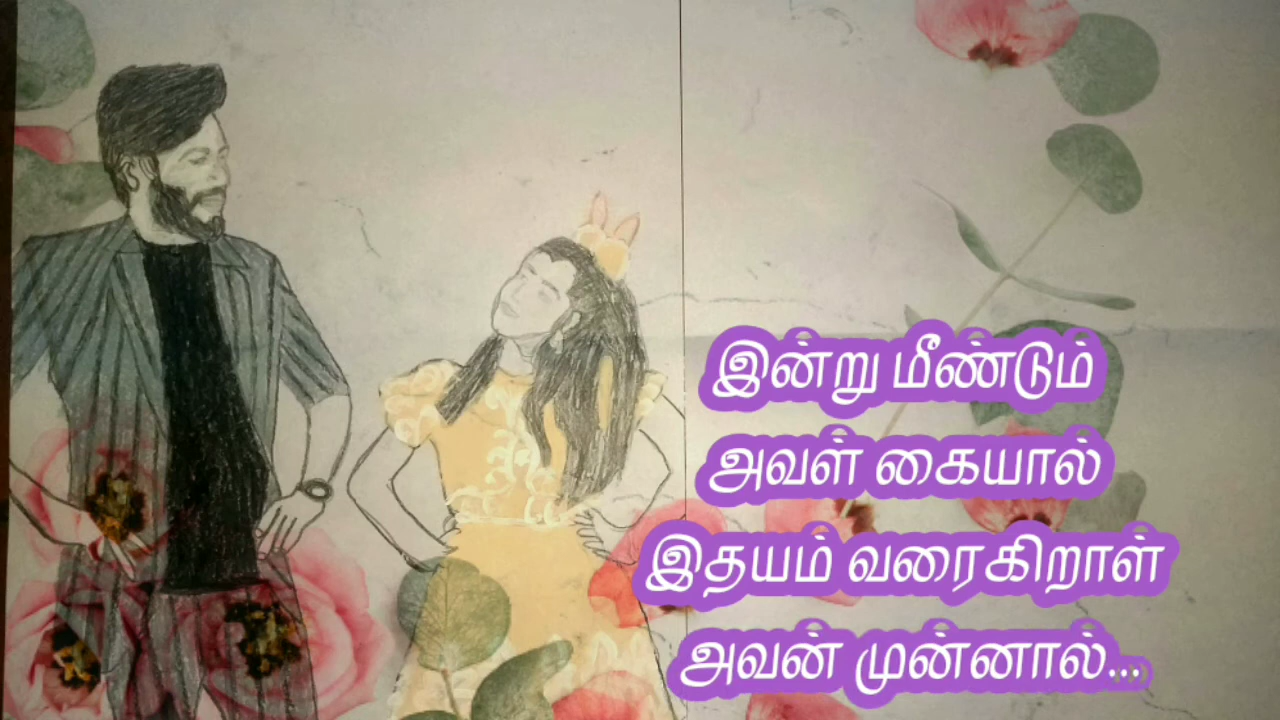 இன்று மீண்டும்
அவள் கையால்
இதயம் வரைகிறாள்
அவன் முன்னால்...